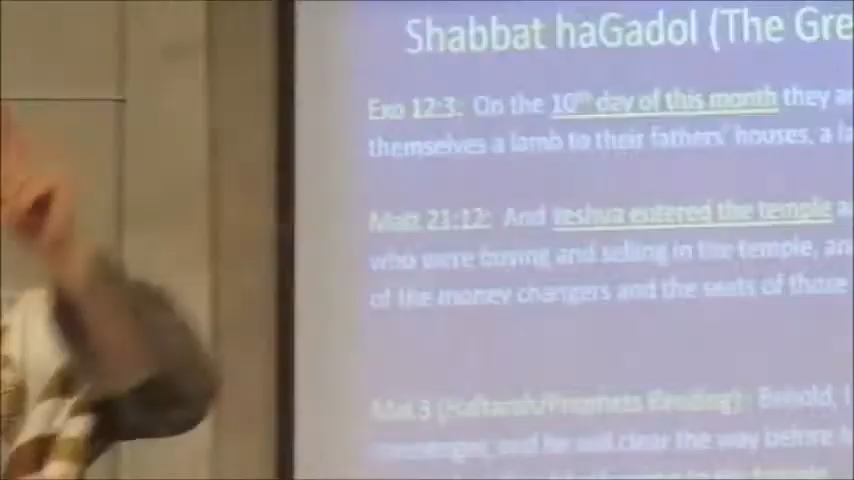 Shabbat haGadol (The Gre
Exo 12:3: On the 10th day of this month they ar
themselves a lamb to their fathers' houses, a la
Matt 21:12: And Yeshua entered the temple a
who were buying and selling in the temple, an
of the money changers and the seats of those
Mal 3 (Haftarah/Prophets Reading): Behold, I
messenger, and he will clear the way before